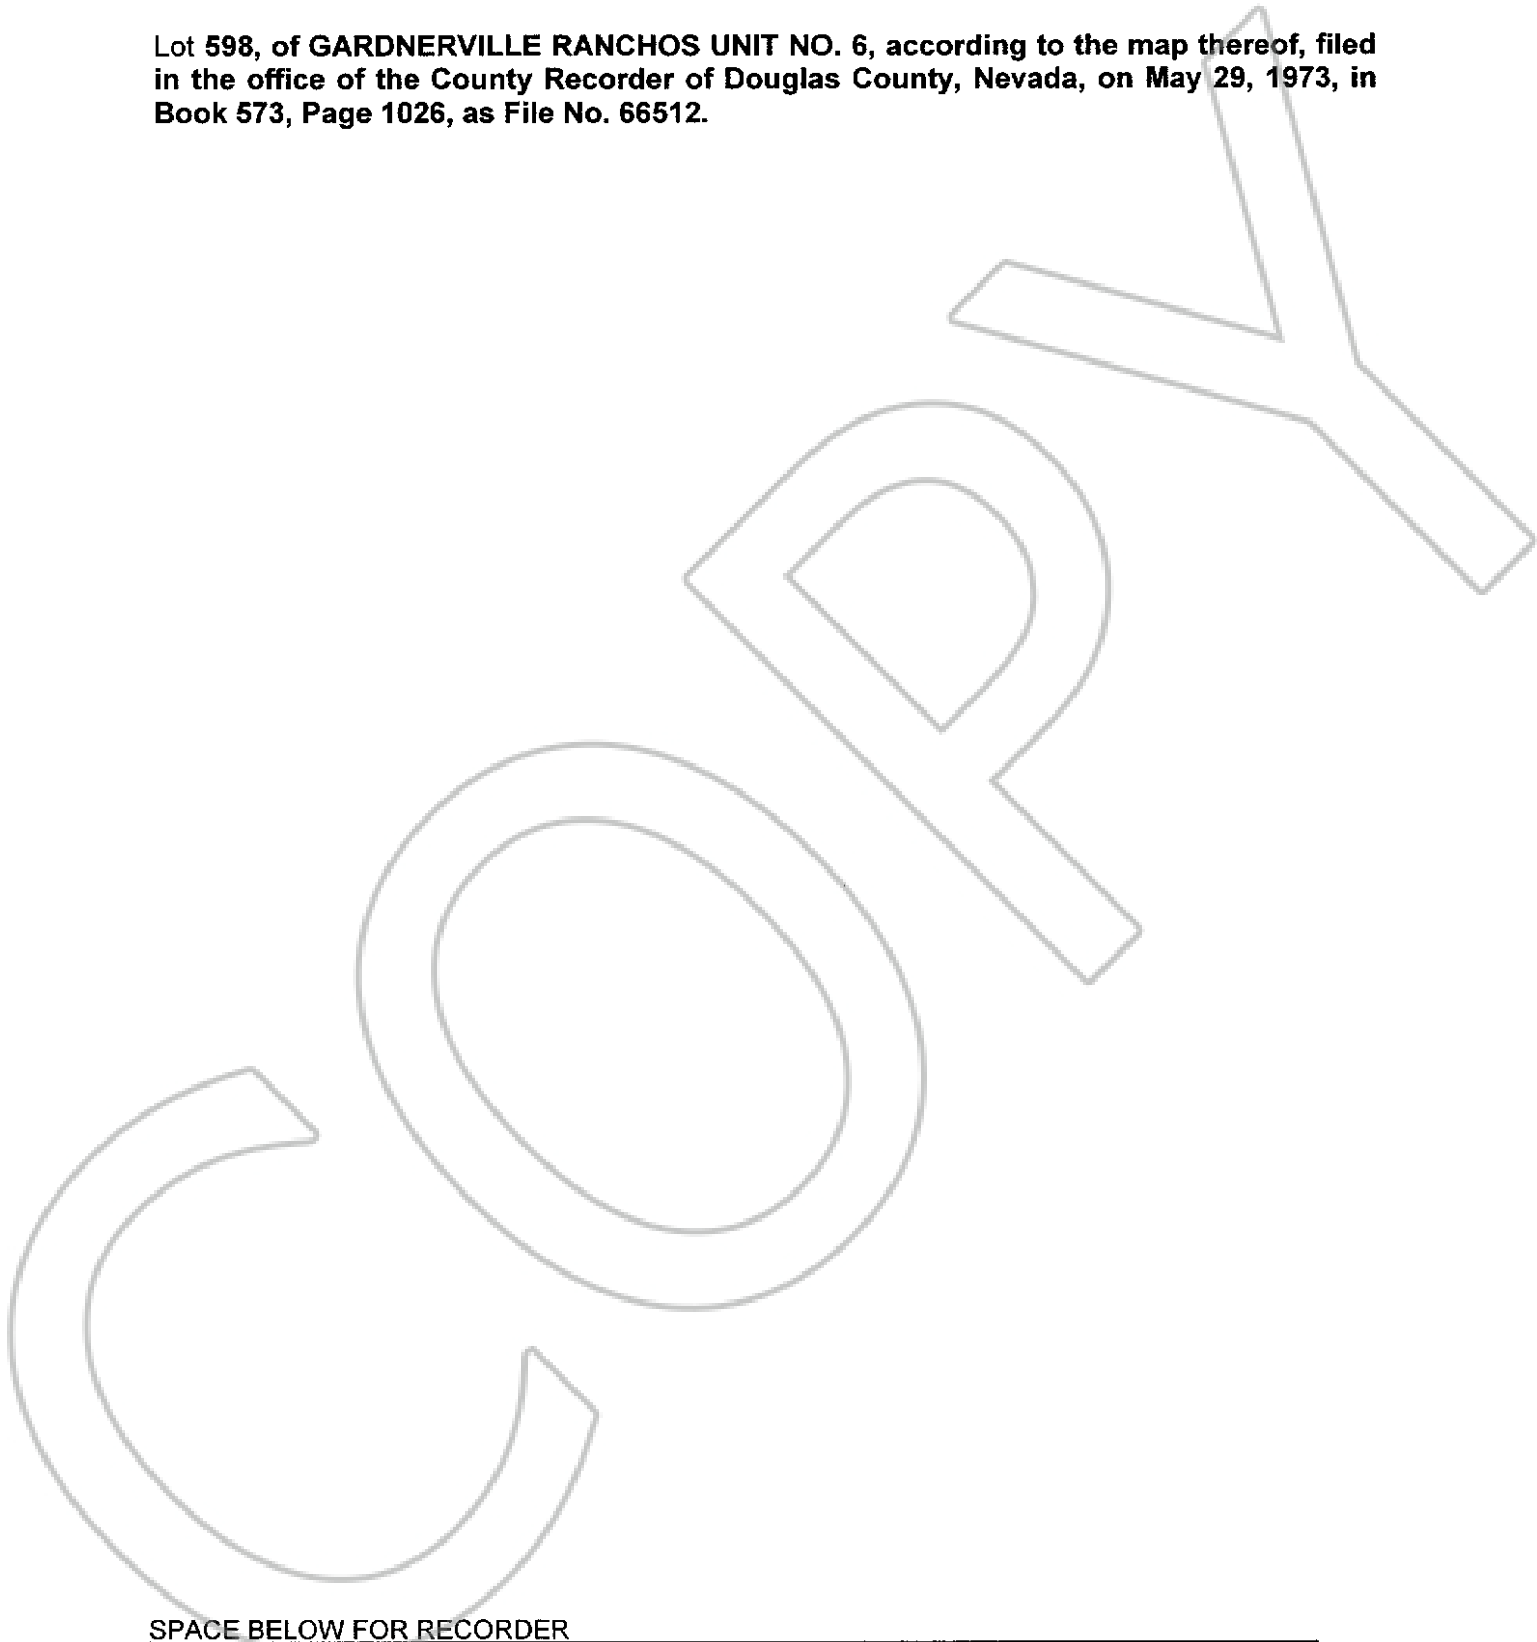 Lot 598, of GARDNERVILLE RANCHOS UNIT NO. 6, according to the map thereof, filed
in the office of the County Recorder of Douglas County, Nevada, on May 29, 1973, in
Book 573, Page 1026, as File No. 66512.
COPY
SPACE BELOW FOR RECORDER